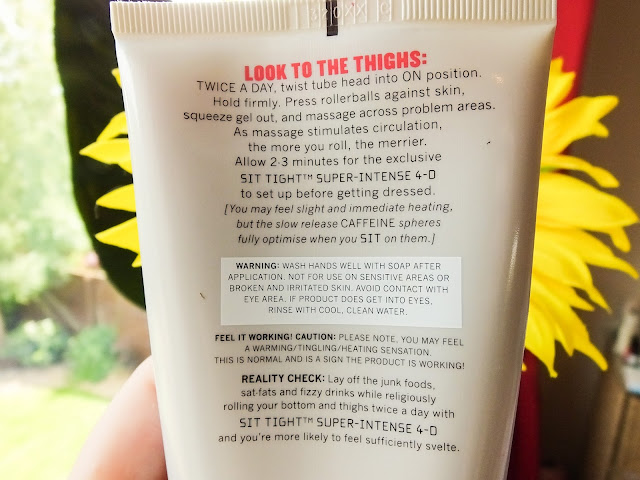 LOOK TO THE THIGHS:
TWICE A DAY, twist tube head into ON position.
Hold firmly. Press rollerballs against skin,
squeeze gel out, and massage across problem areas.
As massage stimulates circulation,
the more you roll, the merrier.
Allow 2-3 minutes for the exclusive
SIT TIGHT™ SUPER-INTENSE 4-D
to set up before getting dressed.
[You may feel slight and immediate heating,
but the slow release CAFFEINE spheres
fully optimise when you SIT on them.]
WARNING: WASH HANDS WELL WITH SOAP AFTER
APPLICATION. NOT FOR USE ON SENSITIVE AREAS OR
BROKEN AND IRRITATED SKIN. AVOID CONTACT WITH
EYE AREA. IF PRODUCT DOES GET INTO EYES,
RINSE WITH COOL, CLEAN WATER.
FEEL IT WORKING! CAUTION: PLEASE NOTE, YOU MAY FEEL
A WARMING/TINGLING/HEATING SENSATION.
THIS IS NORMAL AND IS A SIGN THE PRODUCT IS WORKING!
REALITY CHECK: Lay off the junk foods,
sat-fats and fizzy drinks while religiously
rolling your bottom and thighs twice a day with
SIT TIGHT™ SUPER-INTENSE 4-D
and you're more likely to feel sufficiently svelte.